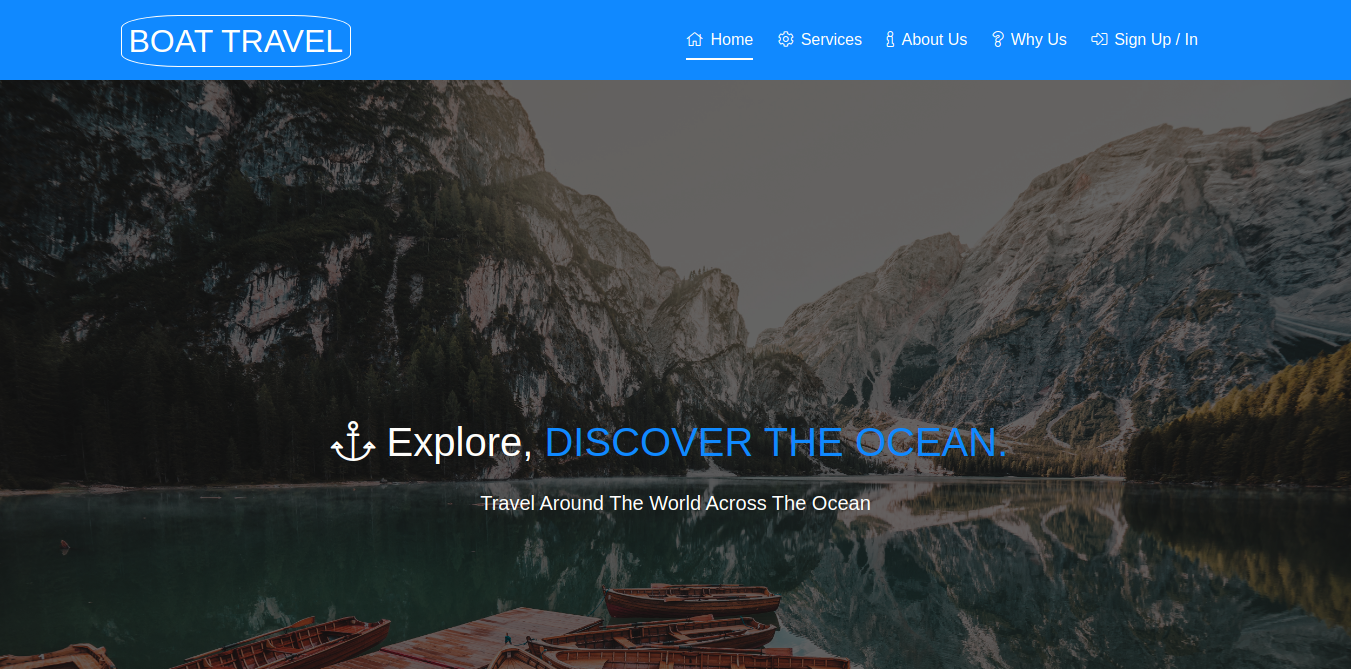 BOAT TRAVEL
Home Services About Us Why Us Sign Up / In
Explore, DISCOVER THE OCEAN.
Travel Around The World Across The Ocean